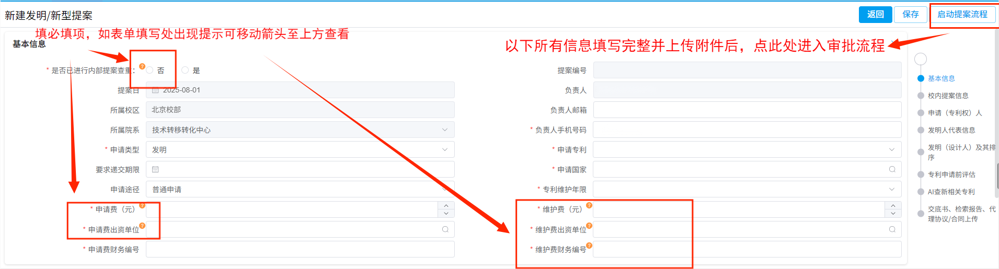 新建发明/新型提案
返回
保存
启动提案流程
填必填项，如表单填写处出现提示可移动箭头至上方查看
基本信息
以下所有信息填写完整并上传附件后，点此处进入审批流程
* 是否已进行内部提案查重：
否
是
提案编号
提案日
2025-08-01
负责人
所属校区
北京校部
负责人邮箱
所属院系
技术转移转化中心
* 负责人手机号码
* 申请类型
发明
* 申请专利
要求递交期限
* 申请国家
申请途径
普通申请
* 专利维护年限
* 申请费（元）
* 维护费（元）
* 申请费出资单位
* 维护费出资单位
* 申请费财务编号
* 维护费财务编号
基本信息
校内提案信息
申请（专利权）人
发明人代表信息
发明（设计人）及其排
序
专利申请前评估
AI查新相关专利
交底书、检索报告、代
理协议/合同上传